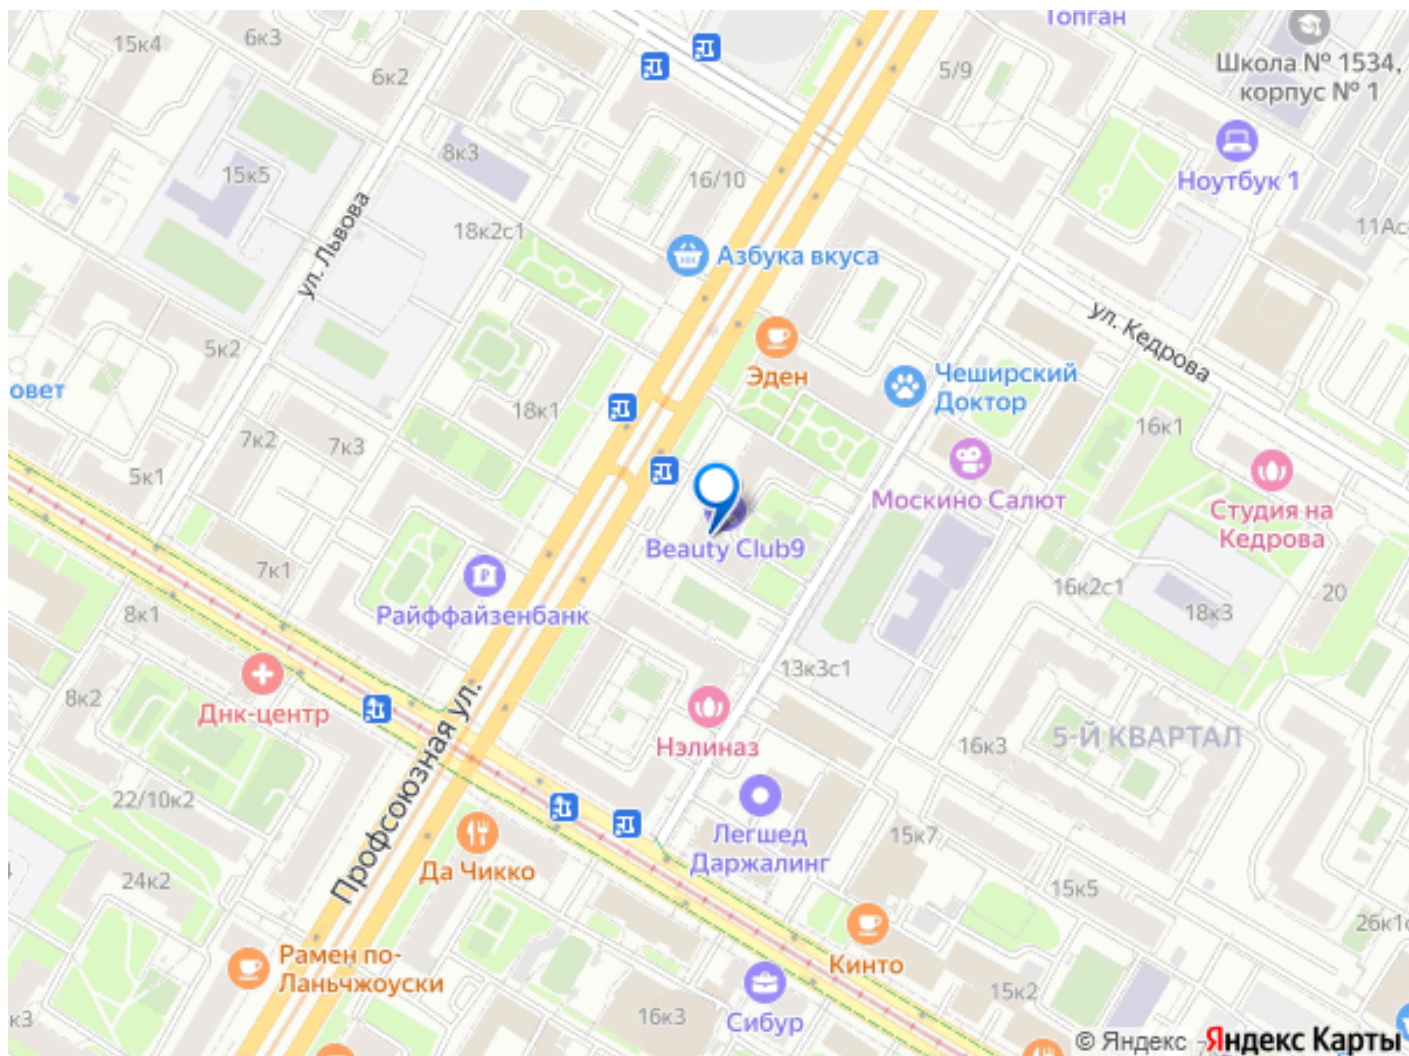 Топган
15к4
6к3
6к2
5/9
Школа № 1534,
корпус № 1
8к3
15к5
16/10
Ноутбук 1
ул. Львова
18к2с1
Азбука вкуса
ул. Кедрова
5к2
Эден
Чеширский
Доктор
овет
18к1
7к2
7к3
5к1
16к1
Москино Салют
Студия на
Кедрова
Beauty Club9
7к1
Райффайзенбанк
16к2с1
20
18к3
8к1
13к3с1
8к2
Днк-центр
Профсоюзная ул.
Нэлиназ
16к3
5-Й КВАРТАЛ
22/10к2
Легшед
Даржалинг
15к7
Да Чикко
24к2
15к5
Рамен по-
Ланьчжоуски
Кинто
15к2
к3
16к3
Сибур
© Яндекс Яндекс Карты